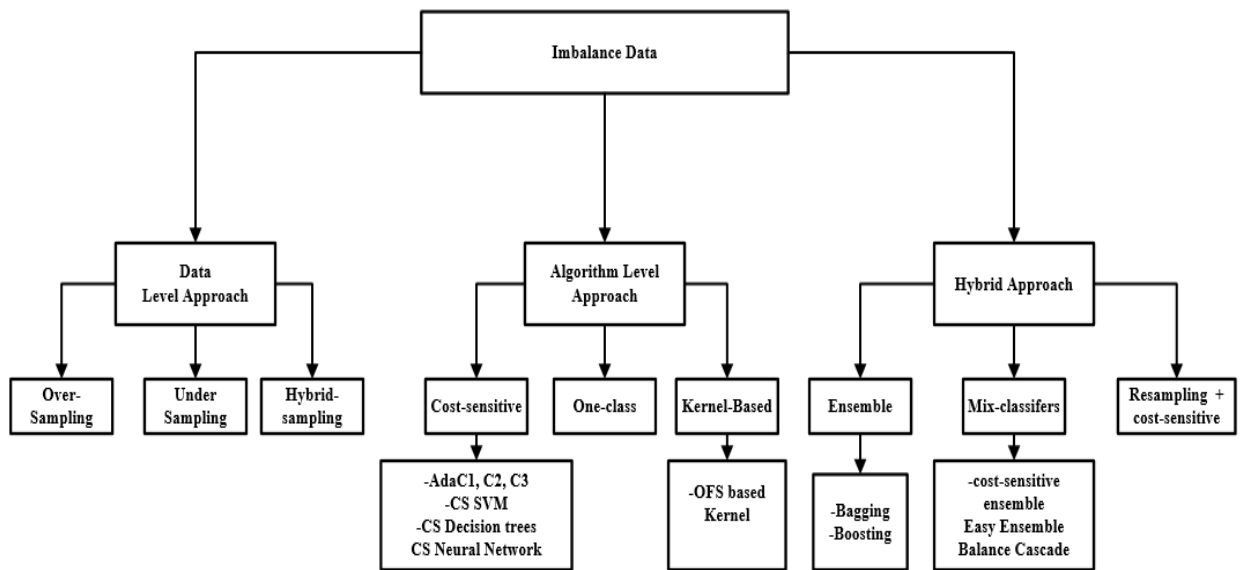 Imbalance Data
Data
Level Approach
Algorithm Level
Approach
Hybrid Approach
Over-
Sampling
Under
Sampling
Hybrid-
sampling
Cost-sensitive
One-class
Kernel-Based
Ensemble
Mix-classifers
Resampling +
cost-sensitive
-AdaC1, C2, C3
-CS SVM
-CS Decision trees
CS Neural Network
-OFS based
Kernel
-Bagging
-Boosting
-cost-sensitive
ensemble
Easy Ensemble
Balance Cascade